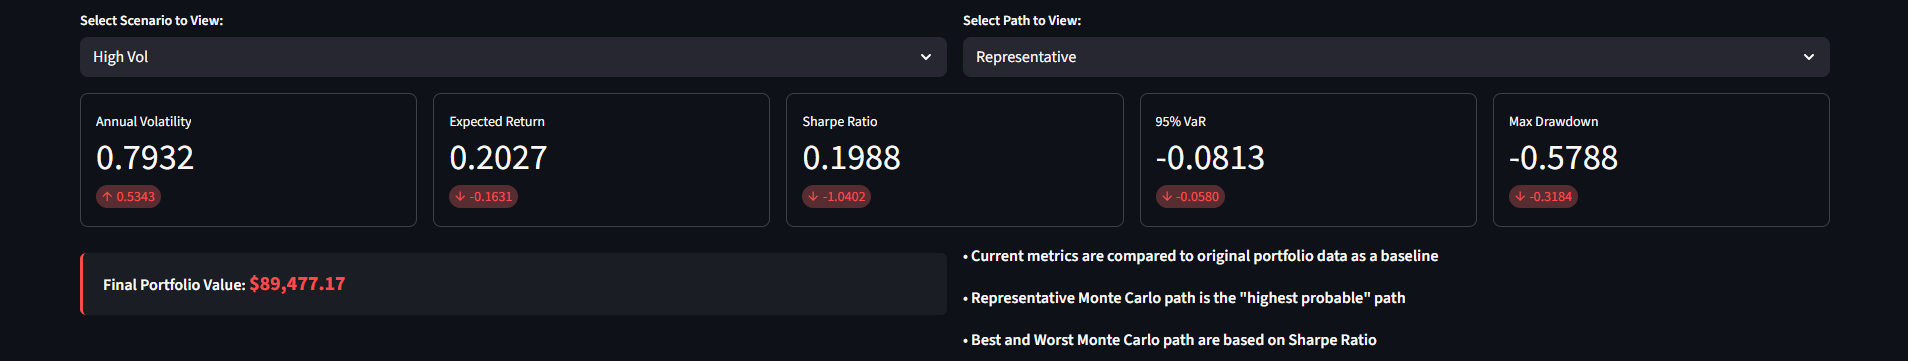 Select Scenario to View:
Select Path to View:
High Vol
Representative
Annual Volatility
0.7932
↑ 0.5343
Expected Return
0.2027
↓ -0.1631
Sharpe Ratio
0.1988
↓ -1.0402
95% VaR
-0.0813
↓ -0.0580
Max Drawdown
-0.5788
↓ -0.3184
Final Portfolio Value: $89,477.17
• Current metrics are compared to original portfolio data as a baseline
• Representative Monte Carlo path is the "highest probable" path
• Best and Worst Monte Carlo path are based on Sharpe Ratio